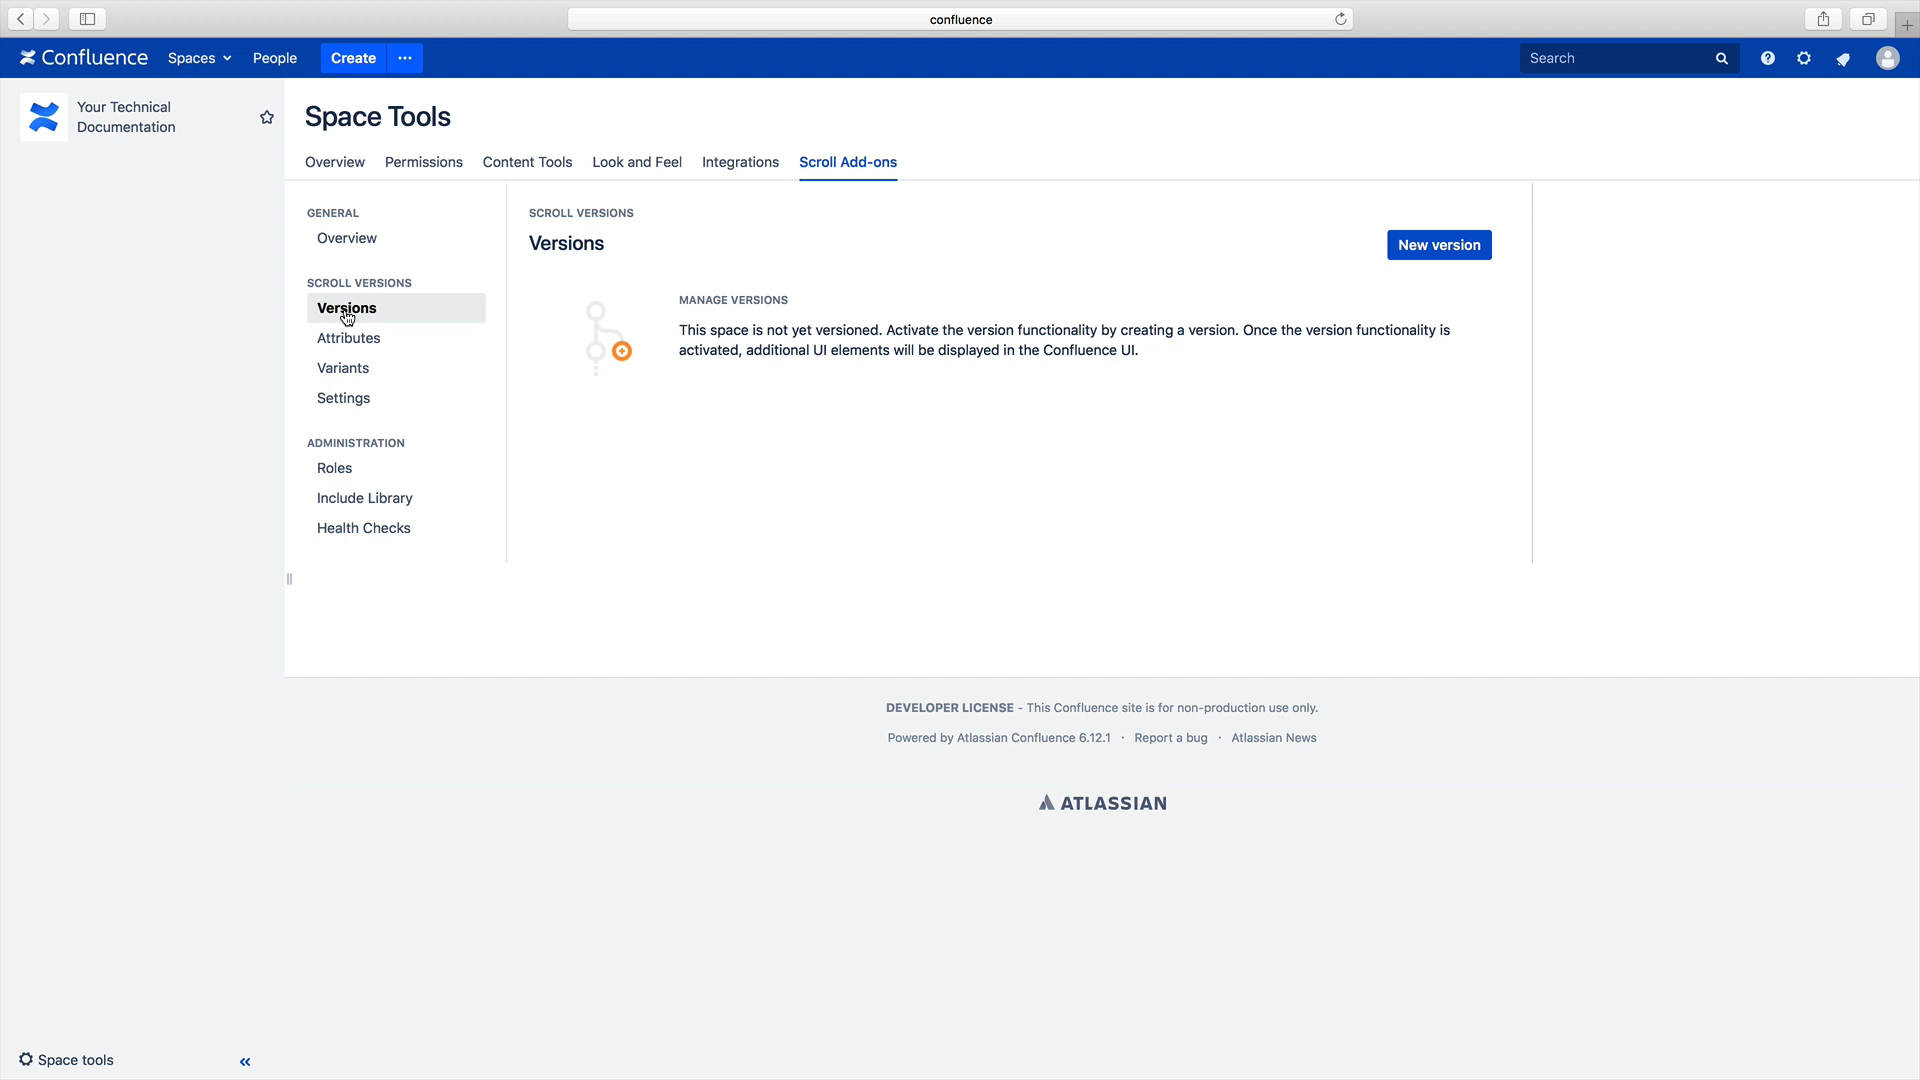 confluence
Confluence Spaces People Create ··· Search
Your Technical
Documentation
Space Tools
Overview Permissions Content Tools Look and Feel Integrations Scroll Add-ons
GENERAL
Overview
SCROLL VERSIONS
Versions
Attributes
Variants
Settings
ADMINISTRATION
Roles
Include Library
Health Checks
SCROLL VERSIONS
Versions
New version
MANAGE VERSIONS
This space is not yet versioned. Activate the version functionality by creating a version. Once the version functionality is
activated, additional UI elements will be displayed in the Confluence UI.
DEVELOPER LICENSE - This Confluence site is for non-production use only.
Powered by Atlassian Confluence 6.12.1 · Report a bug · Atlassian News
ATLASSIAN
Space tools